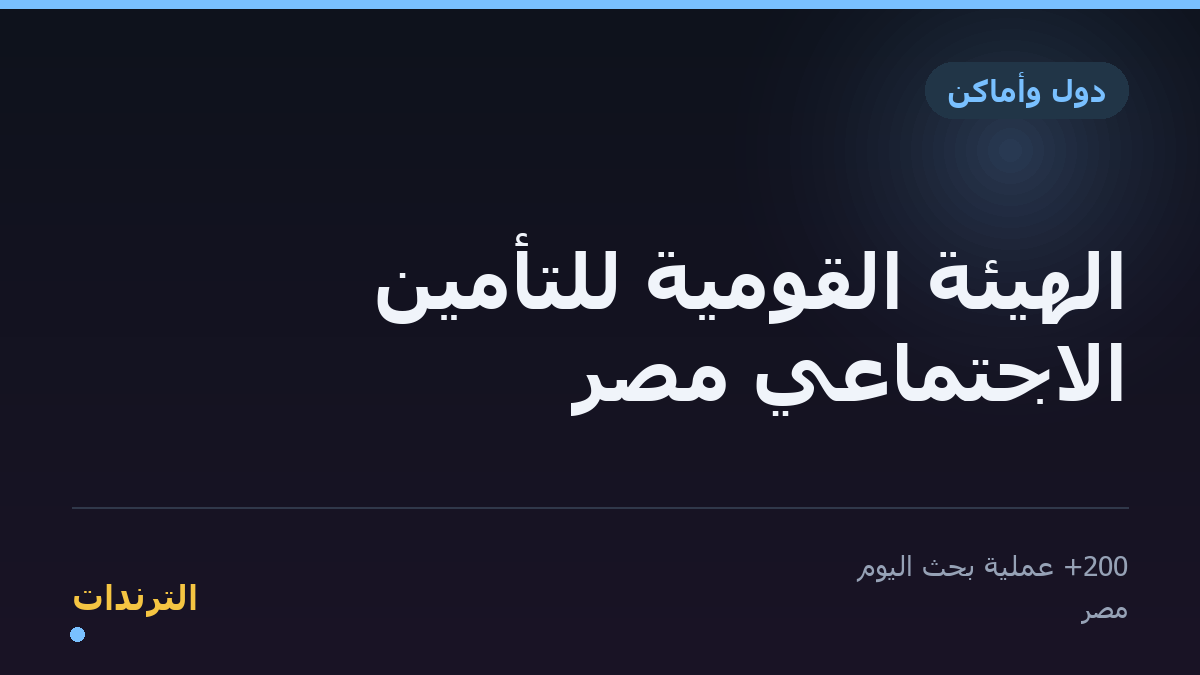 دول وأماكن
الهيئة القومية للتأمين
الاجتماعي مصر
200+ عملية بحث اليوم
مصر
الترندات